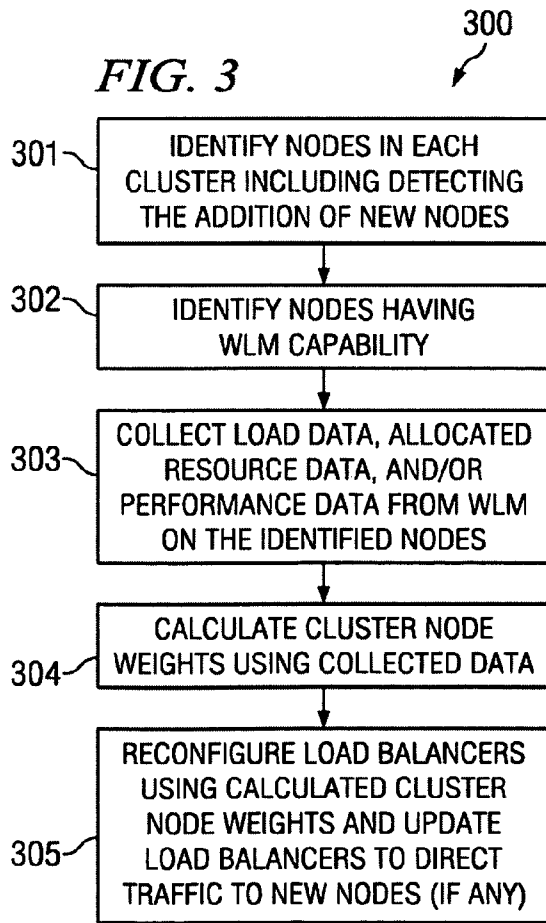 300
FIG. 3
301
IDENTIFY NODES IN EACH
CLUSTER INCLUDING DETECTING
THE ADDITION OF NEW NODES
302
IDENTIFY NODES HAVING
WLM CAPABILITY
303
COLLECT LOAD DATA, ALLOCATED
RESOURCE DATA, AND/OR
PERFORMANCE DATA FROM WLM
ON THE IDENTIFIED NODES
304
CALCULATE CLUSTER NODE
WEIGHTS USING COLLECTED DATA
305
RECONFIGURE LOAD BALANCERS
USING CALCULATED CLUSTER
NODE WEIGHTS AND UPDATE
LOAD BALANCERS TO DIRECT
TRAFFIC TO NEW NODES (IF ANY)